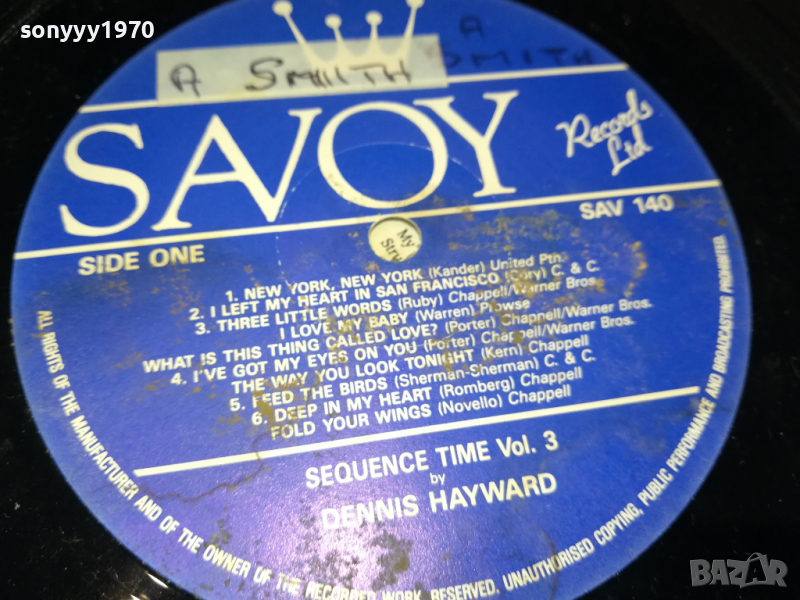 sonyyy1970
A
A SMIITH SMITH
SAVOY
Records
Ltd
SAV 140
SIDE ONE
My
Stre
1. NEW YORK, NEW YORK (Kander) United Ptn.
2. I LEFT MY HEART IN SAN FRANCISCO (Cory) C. & C.
3. THREE LITTLE WORDS (Ruby) Chappell/Warner Bros.
I LOVE MY BABY (Warren) Prowse
WHAT IS THIS THING CALLED LOVE? (Porter) Chappell/Warner Bros.
4. I'VE GOT MY EYES ON YOU (Porter) Chappell/Warner Bros.
THE WAY YOU LOOK TONIGHT (Kern) Chappell
5. FEED THE BIRDS (Sherman-Sherman) C. & C.
6. DEEP IN MY HEART (Romberg) Chappell
FOLD YOUR WINGS (Novello) Chappell
SEQUENCE TIME Vol. 3
by
DENNIS HAYWARD
ALL RIGHTS OF THE MANUFACTURER AND OF THE OWNER OF THE RECORDED WORK RESERVED. UNAUTHORISED COPYING, PUBLIC PERFORMANCE AND BROADCASTING PROHIBITED.
BAZAR